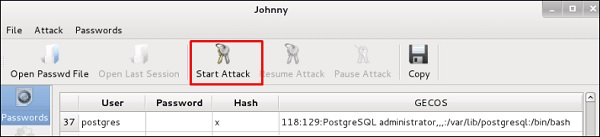 Johnny
File Attack Passwords
Open Passwd File Open Last Session Start Attack Resume Attack Pause Attack Copy
Passwords
User Password Hash GECOS
37 postgres x 118:129:PostgreSQL administrator,,,:/var/lib/postgresql:/bin/bash